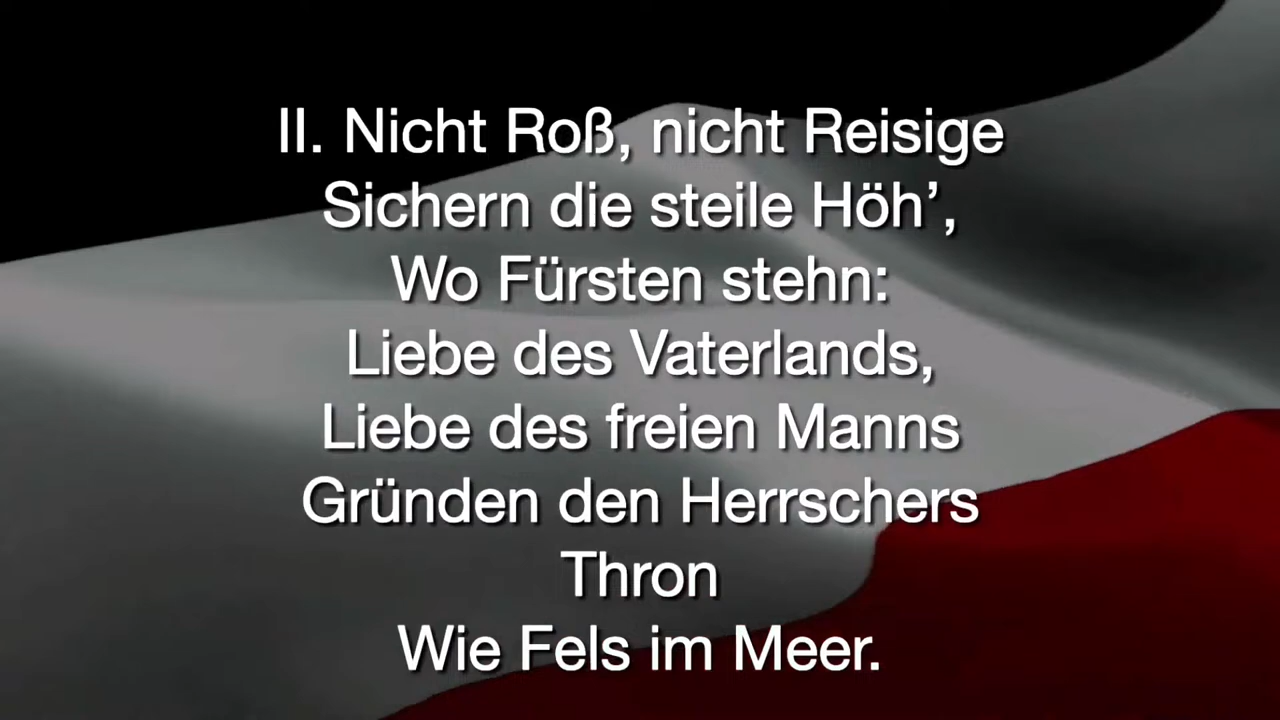 II. Nicht Roß, nicht Reisige
Sichern die steile Höh’,
Wo Fürsten stehn:
Liebe des Vaterlands,
Liebe des freien Manns
Gründen den Herrschers
Thron
Wie Fels im Meer.